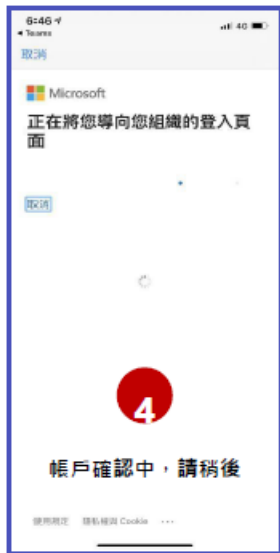 6:46
◀ Teams
4G
取消
Microsoft
正在將您導向您組織的登入頁
面
取消
4
帳戶確認中，請稍後
使用規定 隱私權與 Cookie ...